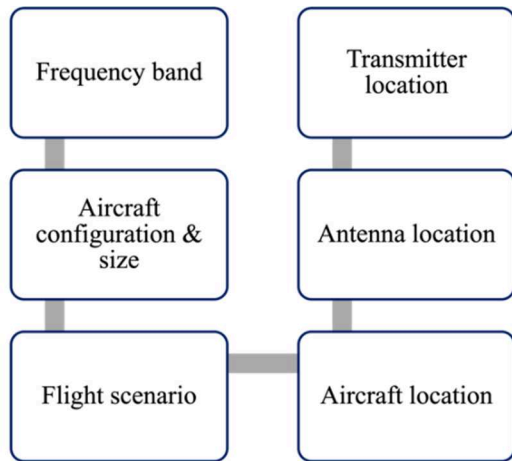 Frequency band
Aircraft
configuration &
size
Flight scenario
Aircraft location
Antenna location
Transmitter
location